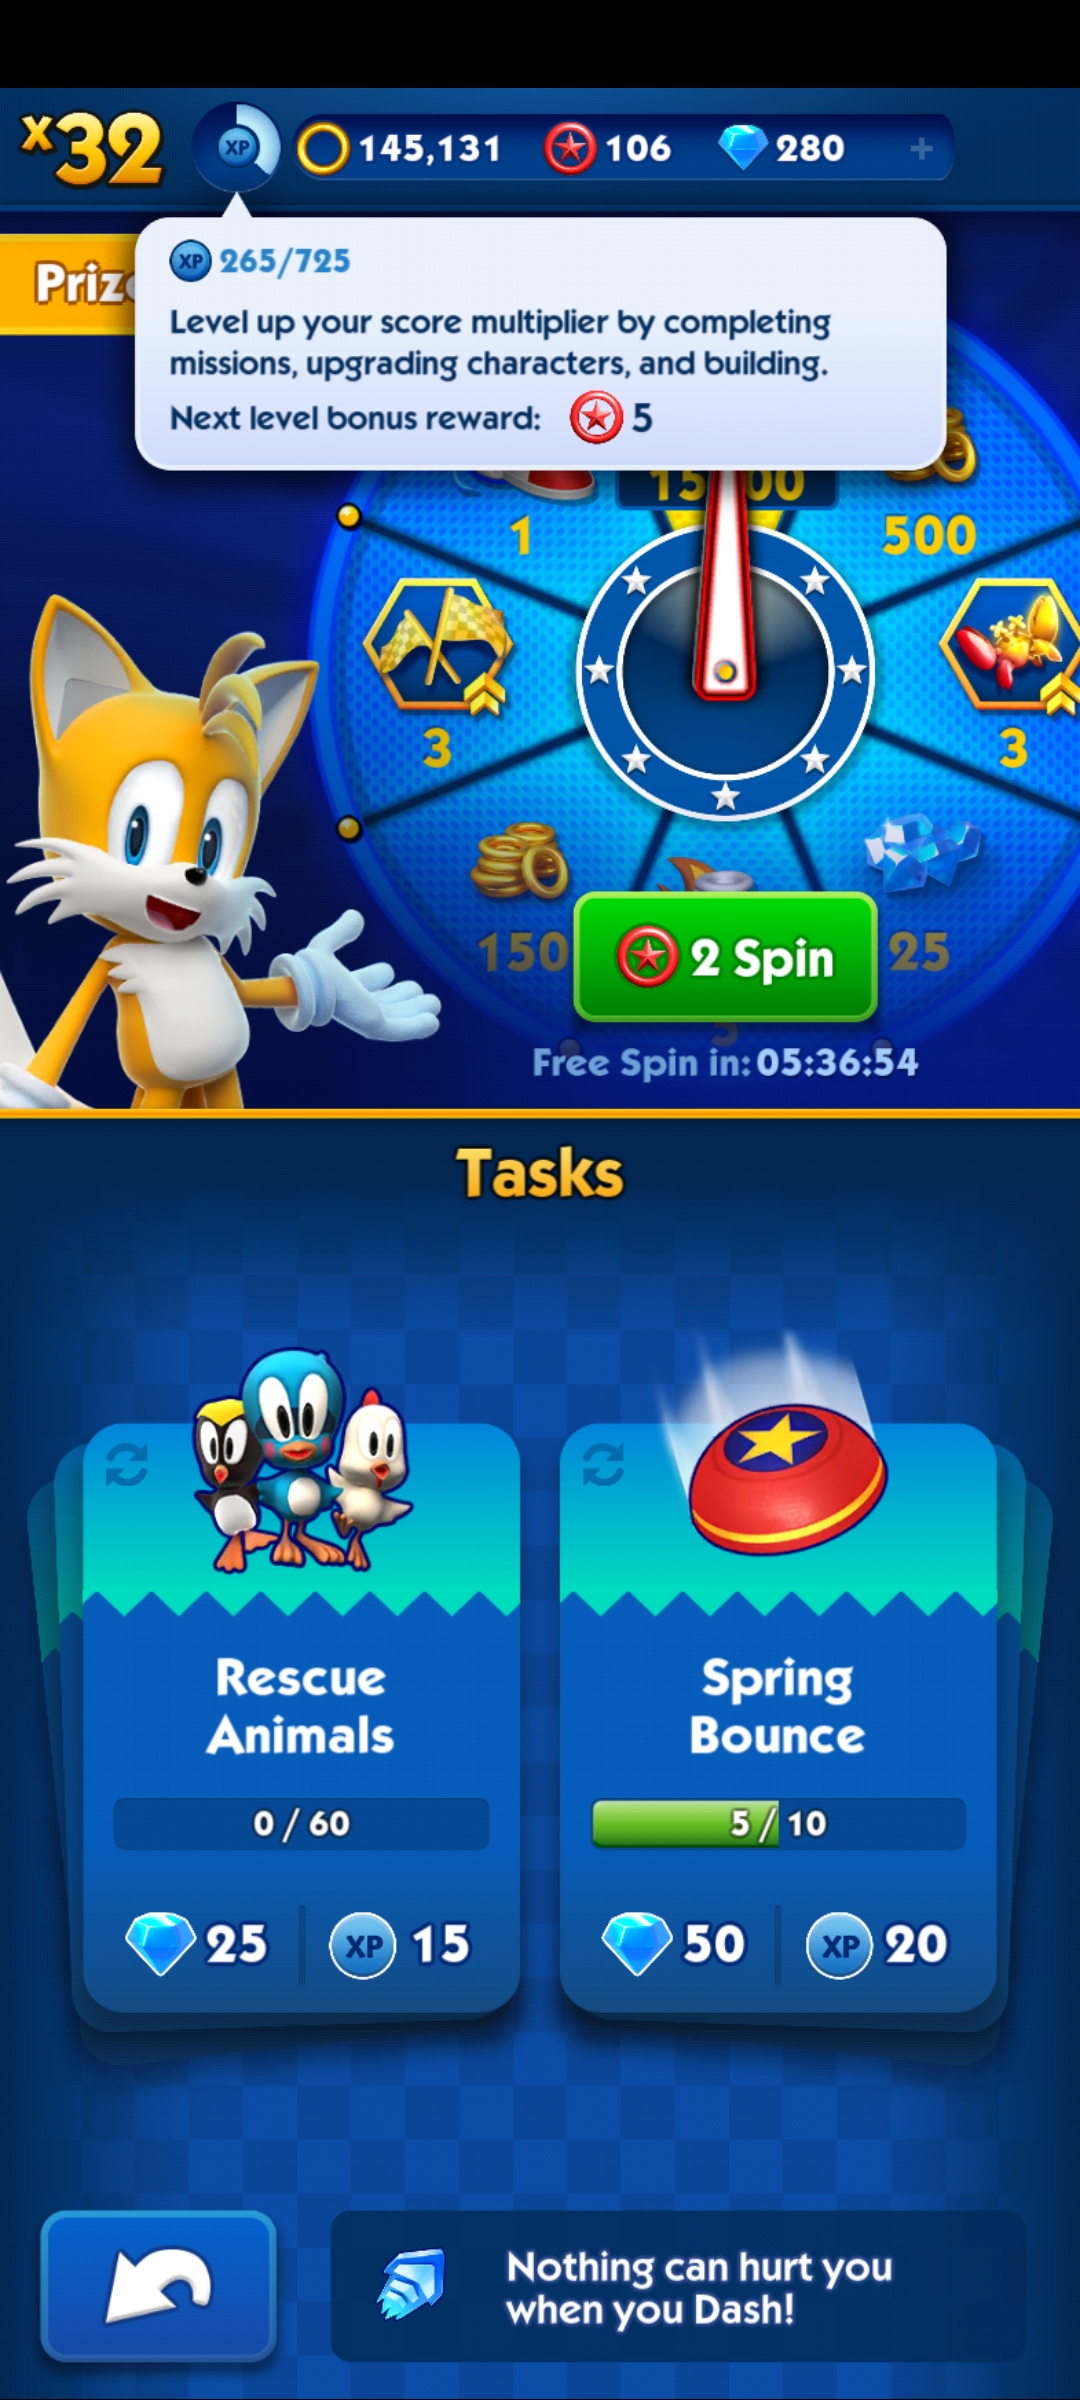 x32
XP
145,131
106
280
+
Priz
XP 265/725
Level up your score multiplier by completing
missions, upgrading characters, and building.
Next level bonus reward: 5
1
500
3
3
150
2 Spin
25
Free Spin in: 05:36:54
Tasks
Rescue
Animals
0 / 60
25
XP 15
Spring
Bounce
5 / 10
50
XP 20
Nothing can hurt you
when you Dash!